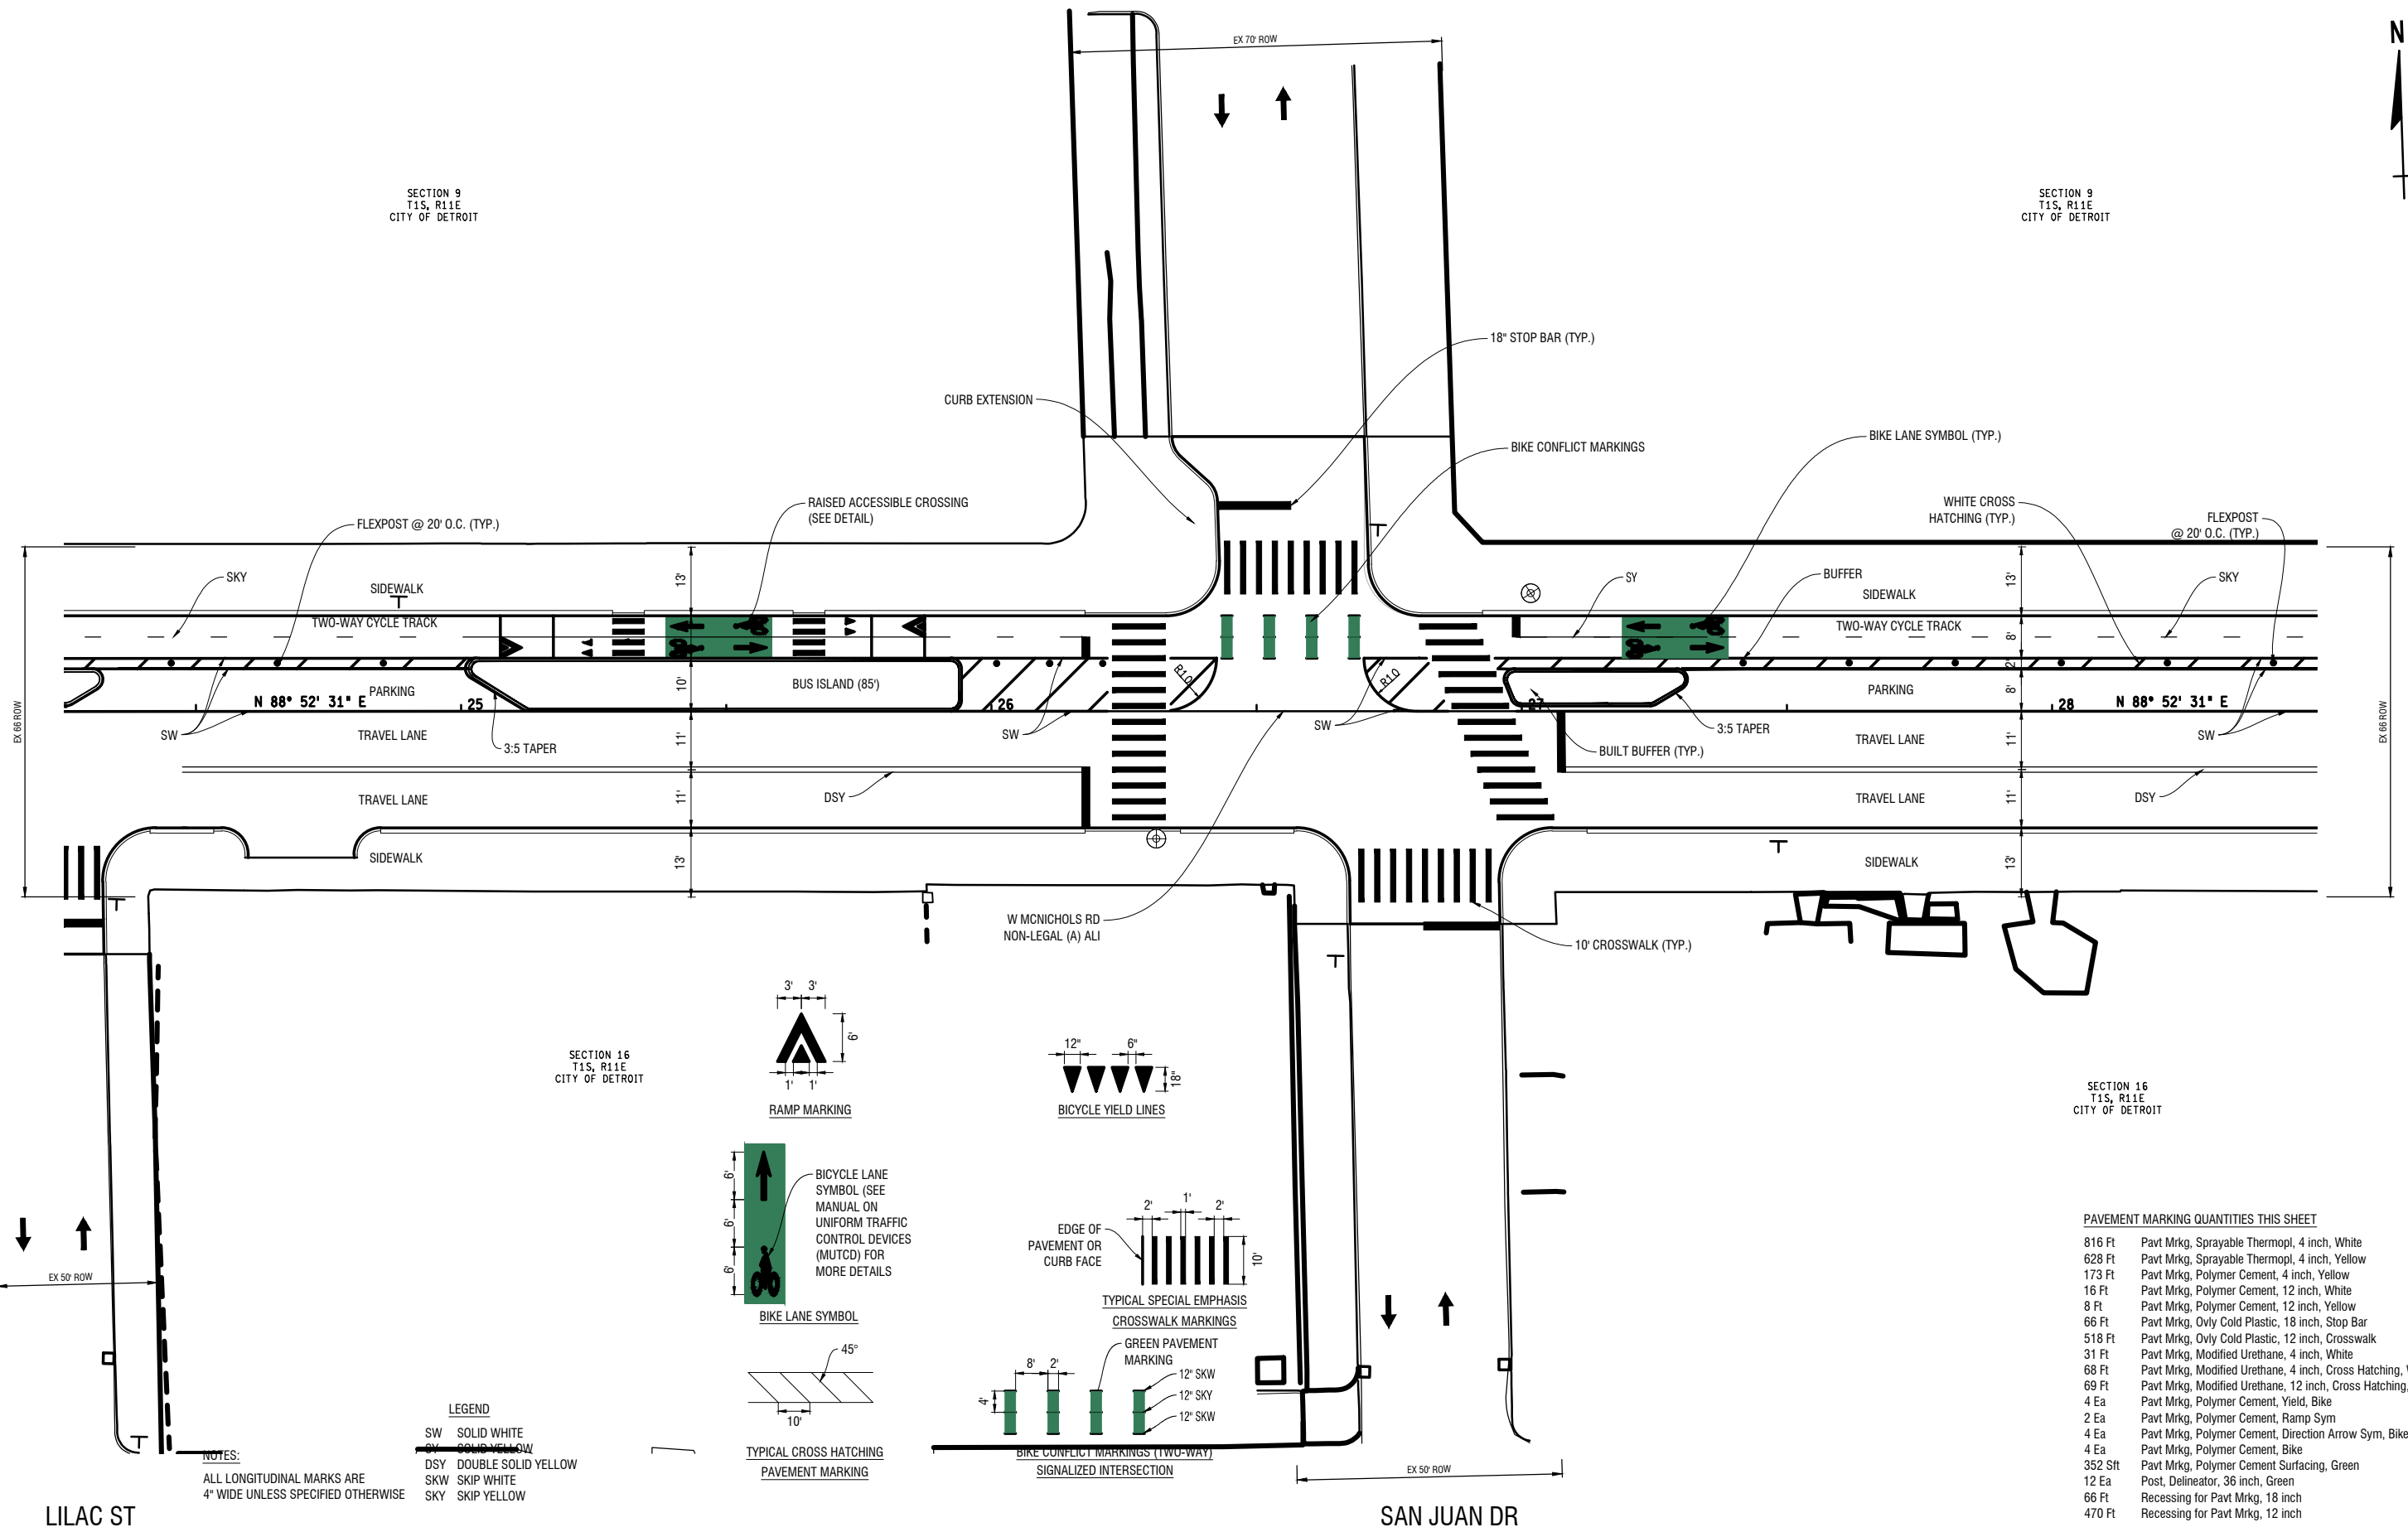 EX 70' ROW
N
SECTION 9
T1S, R11E
CITY OF DETROIT
SECTION 9
T1S, R11E
CITY OF DETROIT
18" STOP BAR (TYP.)
CURB EXTENSION
BIKE CONFLICT MARKINGS
BIKE LANE SYMBOL (TYP.)
RAISED ACCESSIBLE CROSSING
(SEE DETAIL)
FLEXPOST @ 20' O.C. (TYP.)
WHITE CROSS
HATCHING (TYP.)
FLEXPOST
@ 20' O.C. (TYP.)
EX 66 ROW
SKY
SIDEWALK
13'
SY
BUFFER
13'
SIDEWALK
SKY
TWO-WAY CYCLE TRACK
TWO-WAY CYCLE TRACK
8'
2'
PARKING
N 88° 52' 31" E
25
10'
BUS ISLAND (85')
26
R10
R10
27
PARKING
8'
28
N 88° 52' 31" E
SW
TRAVEL LANE
3:5 TAPER
11'
SW
SW
BUILT BUFFER (TYP.)
3:5 TAPER
TRAVEL LANE
11'
SW
EX 66 ROW
TRAVEL LANE
11'
DSY
TRAVEL LANE
11'
DSY
SIDEWALK
13'
SIDEWALK
13'
W MCNICHOLS RD
NON-LEGAL (A) ALI
10' CROSSWALK (TYP.)
SECTION 16
T1S, R11E
CITY OF DETROIT
3' 3'
6'
1' 1'
RAMP MARKING
12" 6"
18"
BICYCLE YIELD LINES
SECTION 16
T1S, R11E
CITY OF DETROIT
6'
6'
6'
BICYCLE LANE
SYMBOL (SEE
MANUAL ON
UNIFORM TRAFFIC
CONTROL DEVICES
(MUTCD) FOR
MORE DETAILS
BIKE LANE SYMBOL
2' 1' 2'
EDGE OF
PAVEMENT OR
CURB FACE
10'
TYPICAL SPECIAL EMPHASIS
CROSSWALK MARKINGS
EX 50' ROW
45°
10'
TYPICAL CROSS HATCHING
PAVEMENT MARKING
GREEN PAVEMENT
MARKING
8' 2'
4'
12" SKW
12" SKY
12" SKW
BIKE CONFLICT MARKINGS (TWO-WAY)
SIGNALIZED INTERSECTION
EX 50' ROW
LEGEND
SW SOLID WHITE
SY SOLID YELLOW
DSY DOUBLE SOLID YELLOW
SKW SKIP WHITE
SKY SKIP YELLOW
NOTES:
ALL LONGITUDINAL MARKS ARE
4" WIDE UNLESS SPECIFIED OTHERWISE
LILAC ST
SAN JUAN DR
PAVEMENT MARKING QUANTITIES THIS SHEET
816 Ft Pavt Mrkg, Sprayable Thermopl, 4 inch, White
628 Ft Pavt Mrkg, Sprayable Thermopl, 4 inch, Yellow
173 Ft Pavt Mrkg, Polymer Cement, 4 inch, Yellow
16 Ft Pavt Mrkg, Polymer Cement, 12 inch, White
8 Ft Pavt Mrkg, Polymer Cement, 12 inch, Yellow
66 Ft Pavt Mrkg, Ovly Cold Plastic, 18 inch, Stop Bar
518 Ft Pavt Mrkg, Ovly Cold Plastic, 12 inch, Crosswalk
31 Ft Pavt Mrkg, Modified Urethane, 4 inch, White
68 Ft Pavt Mrkg, Modified Urethane, 4 inch, Cross Hatching,
69 Ft Pavt Mrkg, Modified Urethane, 12 inch, Cross Hatching,
4 Ea Pavt Mrkg, Polymer Cement, Yield, Bike
2 Ea Pavt Mrkg, Polymer Cement, Ramp Sym
4 Ea Pavt Mrkg, Polymer Cement, Direction Arrow Sym, Bike
4 Ea Pavt Mrkg, Polymer Cement, Bike
352 Sft Pavt Mrkg, Polymer Cement Surfacing, Green
12 Ea Post, Delineator, 36 inch, Green
66 Ft Recessing for Pavt Mrkg, 18 inch
470 Ft Recessing for Pavt Mrkg, 12 inch